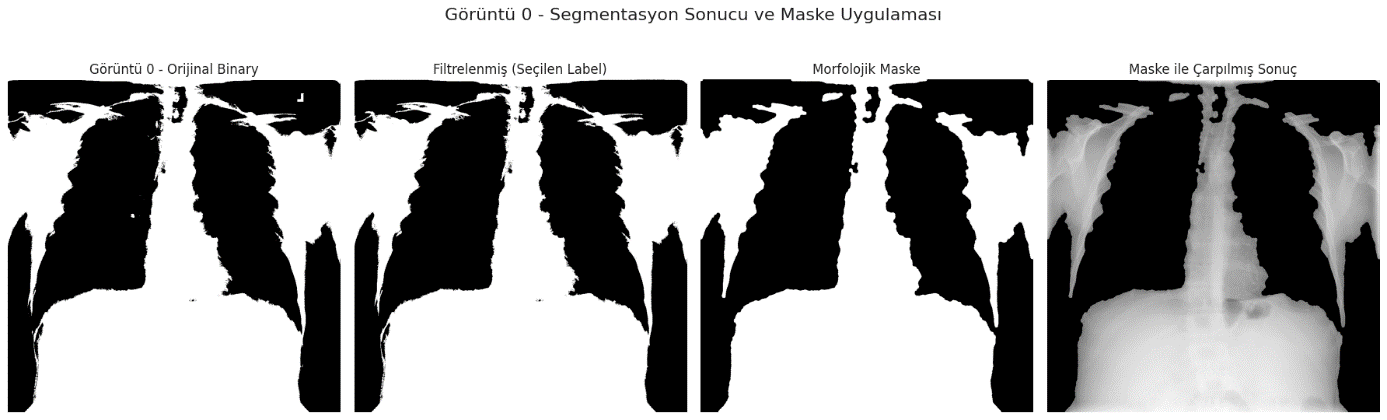 Görüntü 0 - Segmentasyon Sonucu ve Maske Uygulaması
Görüntü 0 - Orijinal Binary
Filtrelenmiş (Seçilen Label)
Morfolojik Maske
Maske ile Çarpılmış Sonuç